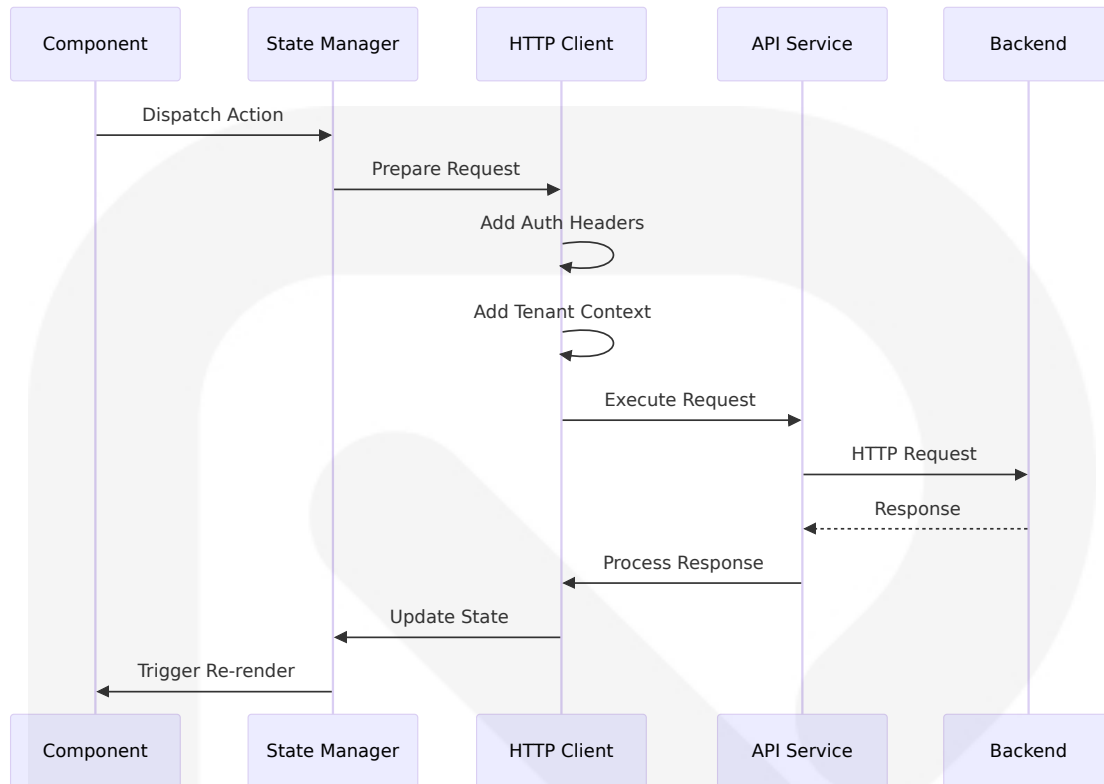 Component
State Manager
HTTP Client
API Service
Backend
Dispatch Action
Prepare Request
Add Auth Headers
Add Tenant Context
Execute Request
HTTP Request
Response
Process Response
Update State
Trigger Re-render
Component
State Manager
HTTP Client
API Service
Backend